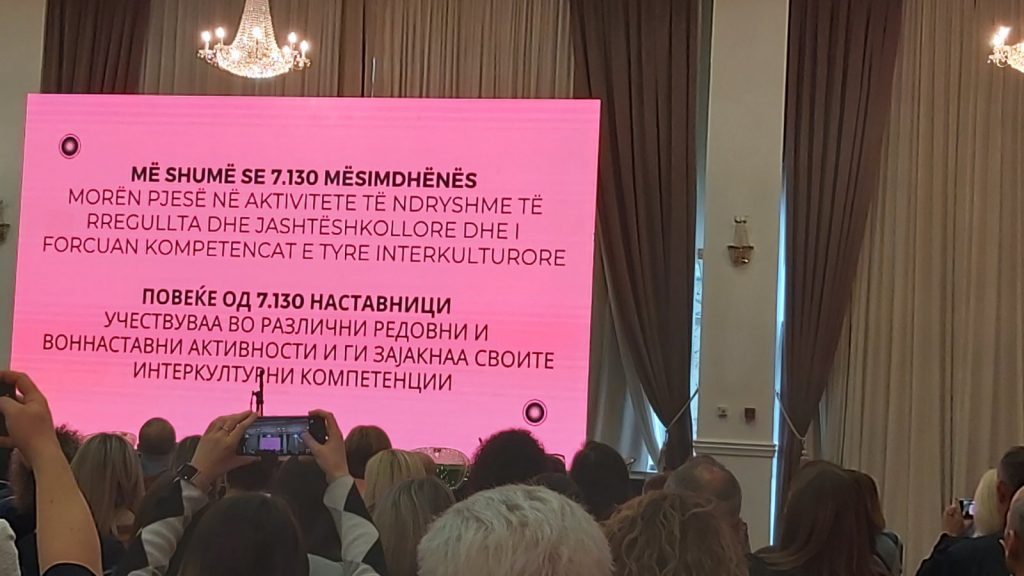 MË SHUMË SE 7.130 MËSIMDHËNËS
MORËN PJESË NË AKTIVITETE TË NDRYSHME TË
RREGULLTA DHE JASHTËSHKOLLORE DHE I
FORCUAN KOMPETENCAT E TYRE INTERKULTURORE
ПОВЕЌЕ ОД 7.130 НАСТАВНИЦИ
УЧЕСТВУВАА ВО РАЗЛИЧНИ РЕДОВНИ И
ВОННАСТАВНИ АКТИВНОСТИ И ГИ ЗАЈАКНАА СВОИТЕ
ИНТЕРКУЛТУРНИ КОМПЕТЕНЦИИ